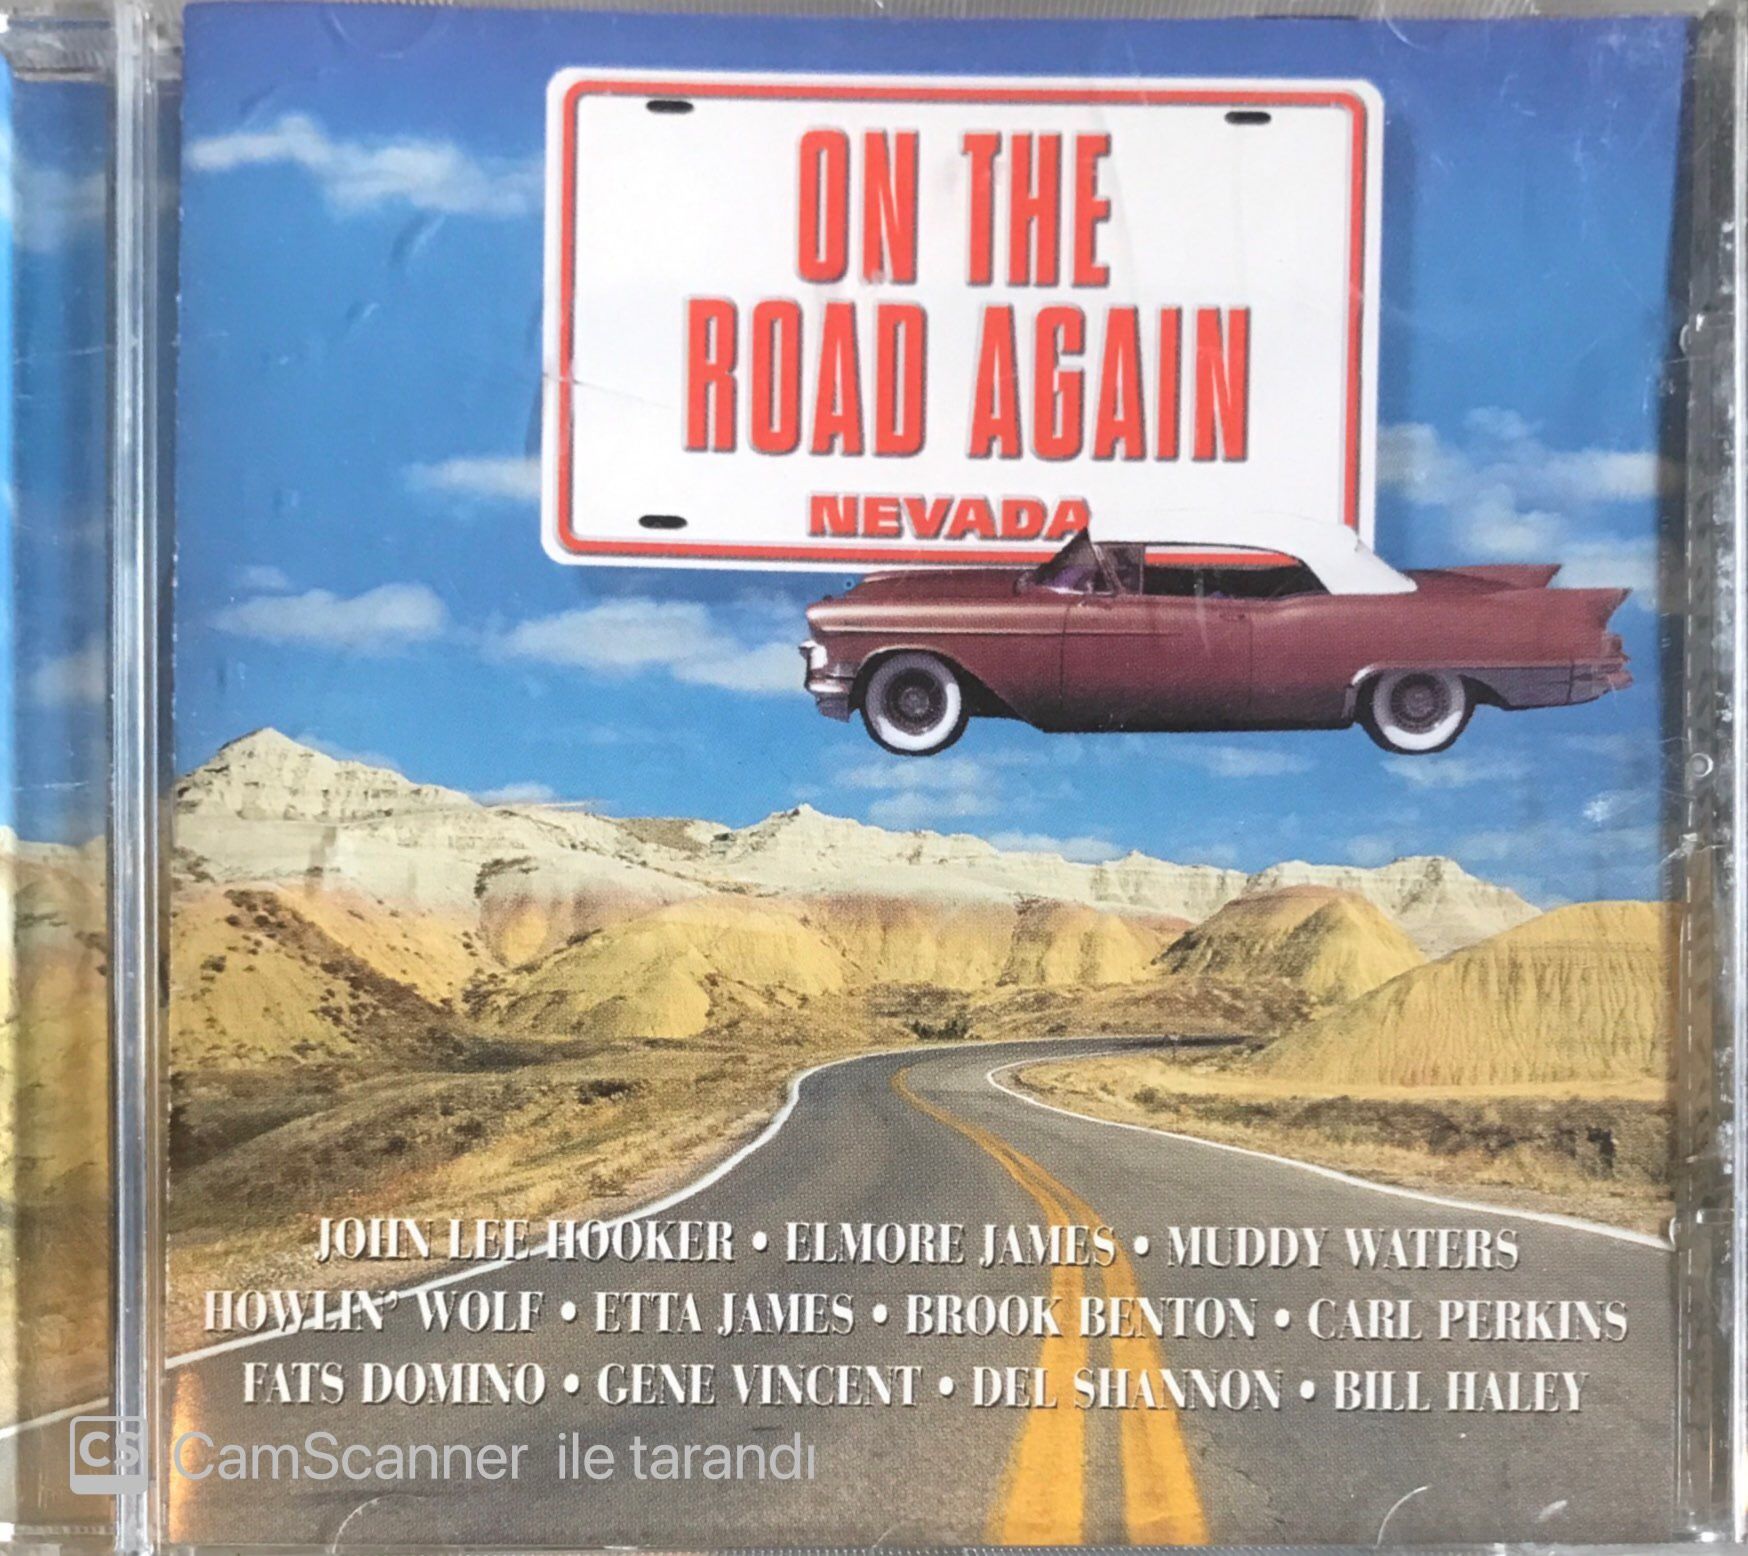 ON THE
ROAD AGAIN
NEVADA
JOHN LEE HOOKER • ELMORE JAMES • MUDDY WATERS
HOWLIN' WOLF • ETTA JAMES • BROOK BENTON • CARL PERKINS
FATS DOMINO • GENE VINCENT • DEL SHANNON • BILL HALEY
CS CamScanner ile tarandı